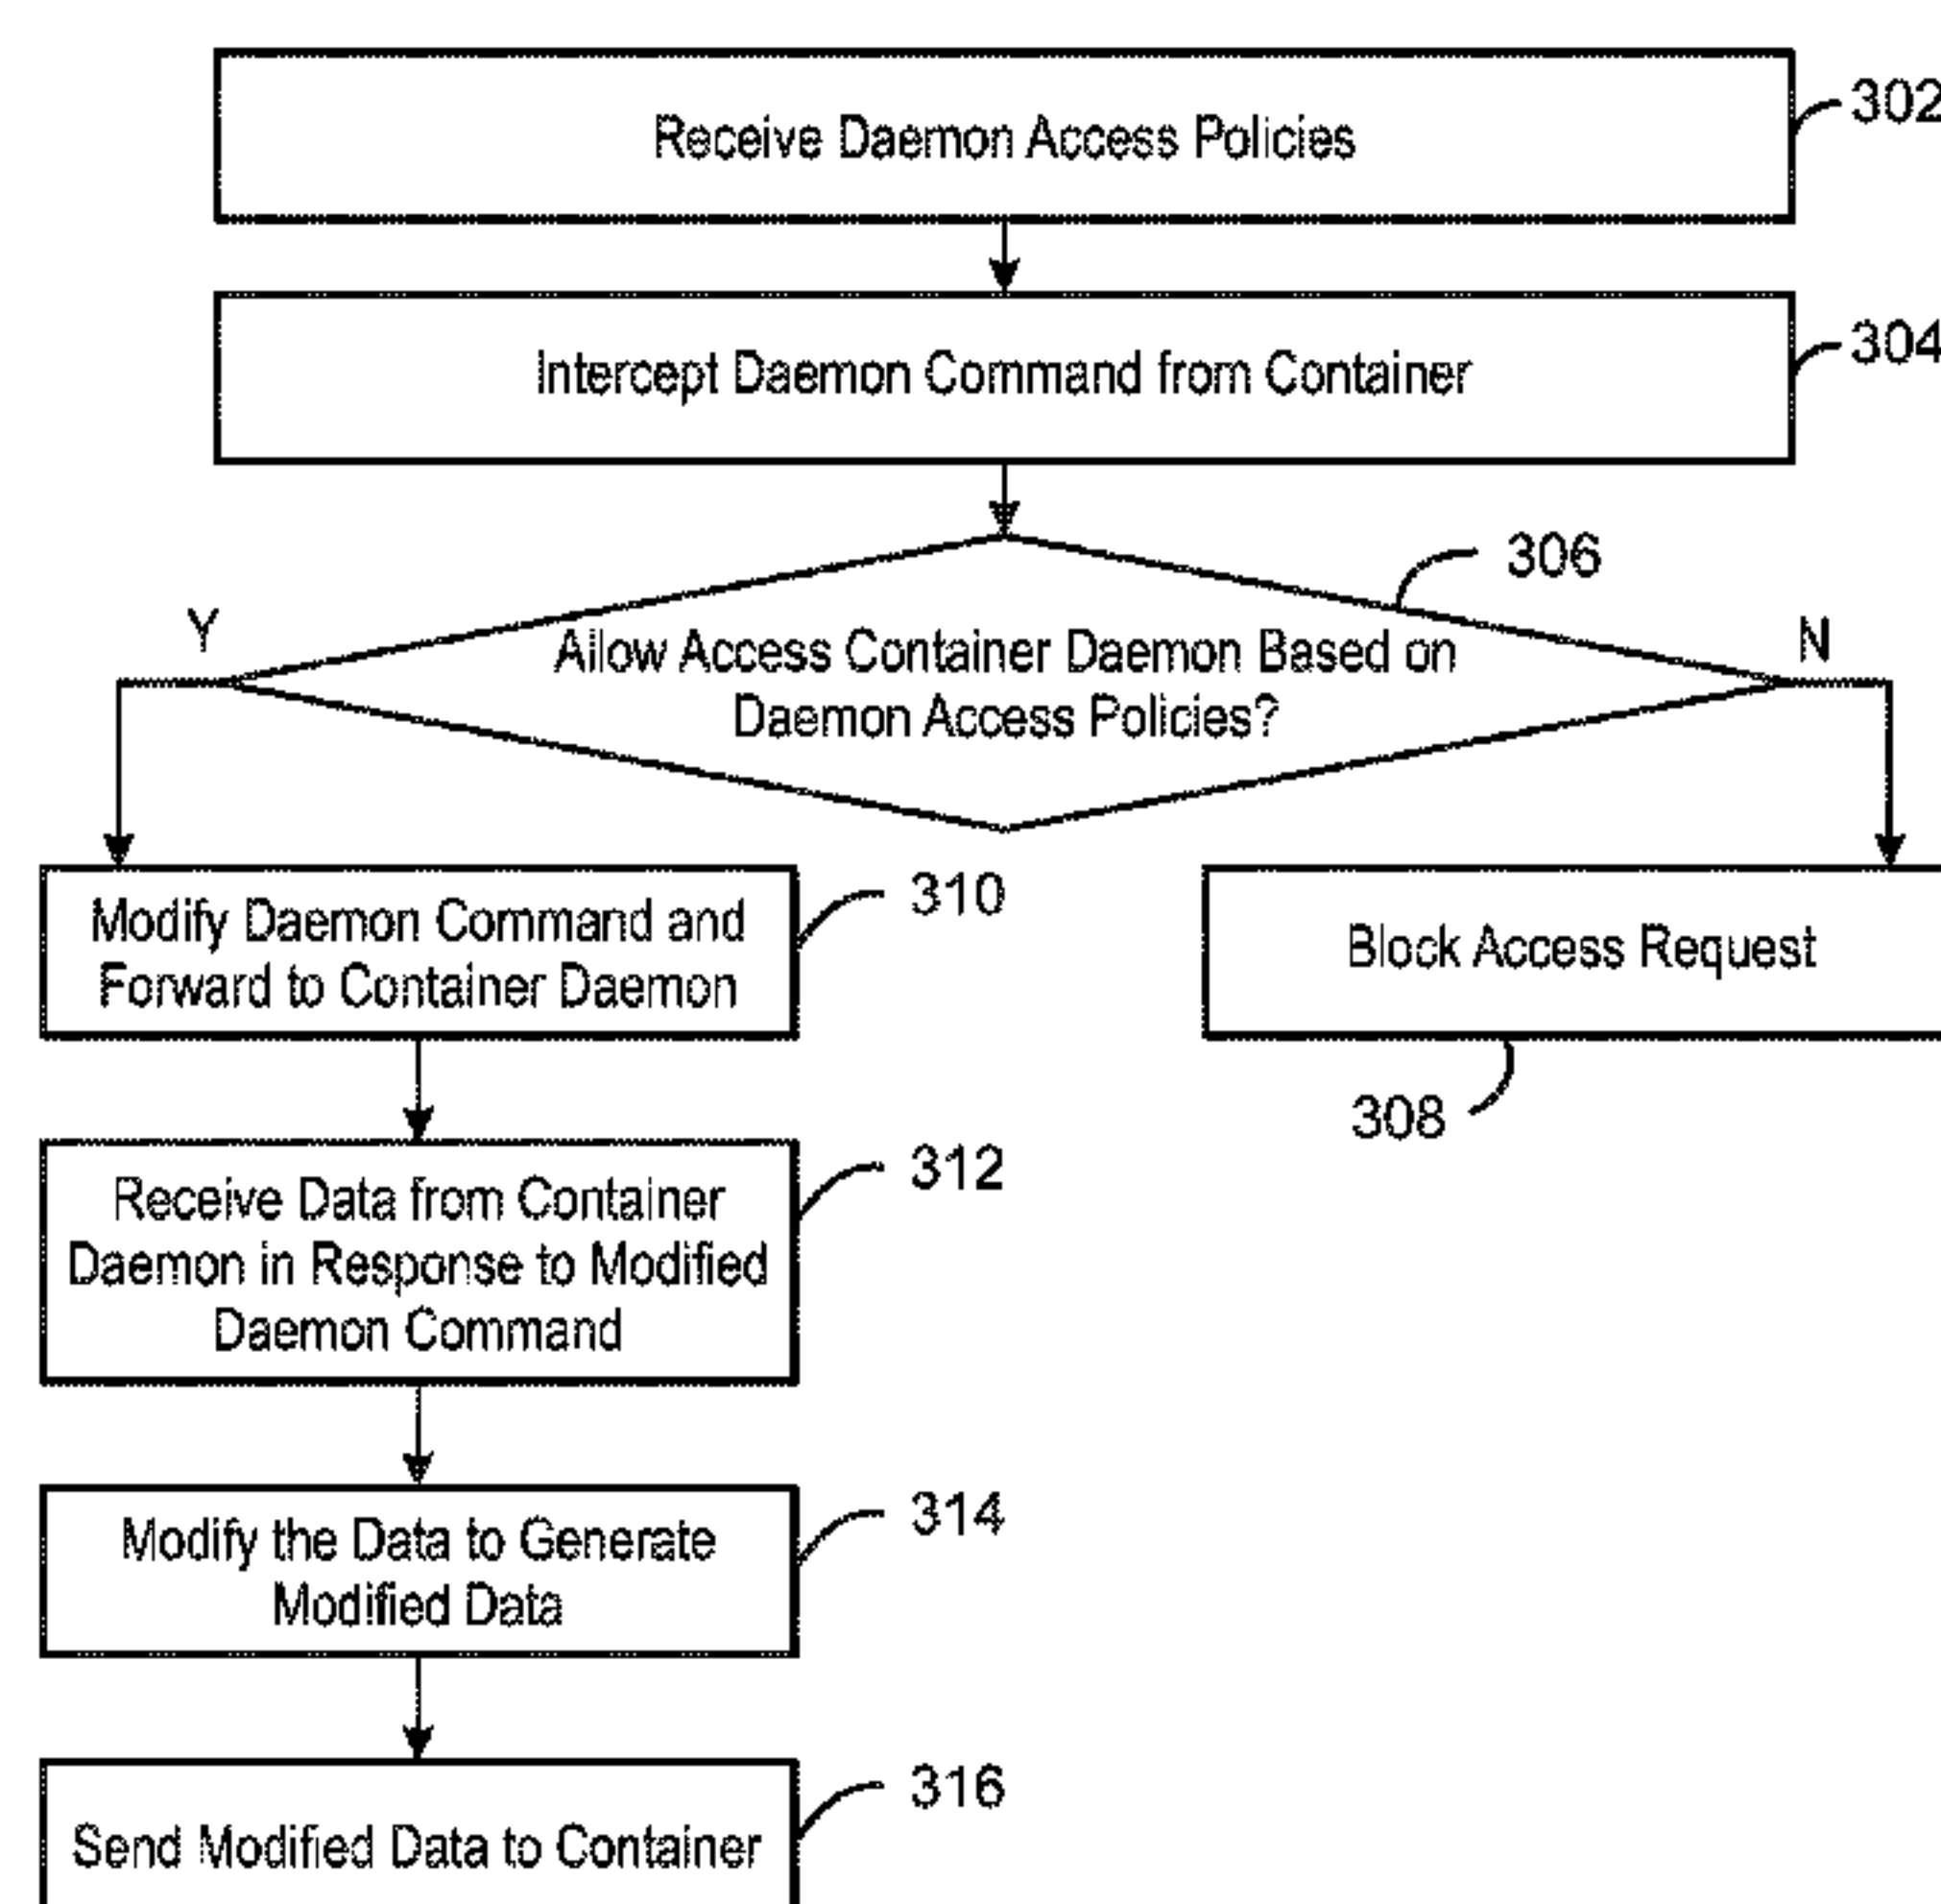 Receive Daemon Access Policies
302
Intercept Daemon Command from Container
304
306
Y
N
Allow Access Container Daemon Based on
Daemon Access Policies?
Modify Daemon Command and
Forward to Container Daemon
310
Block Access Request
308
Receive Data from Container
Daemon in Response to Modified
Daemon Command
312
Modify the Data to Generate
Modified Data
314
Send Modified Data to Container
316